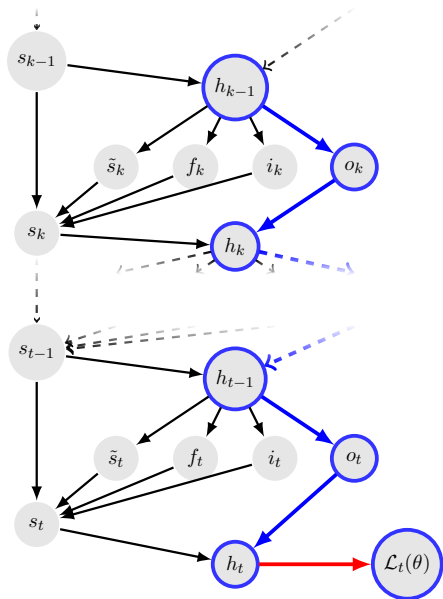 s_{k−1}
h_{k−1}
s̃_k f_k i_k o_k
s_k
h_k
s_{t−1}
h_{t−1}
s̃_t f_t i_t o_t
s_t
h_t ℒ_t(θ)